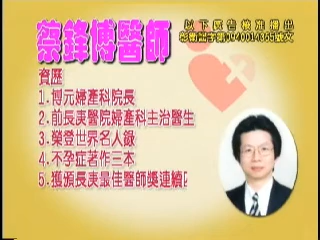 蔡鋒博醫師
以下廣告檢准播出
資歷
1.博元婦產科院長
2.前長庚醫院婦產科主治醫生
3.榮登世界名人錄
4.不孕症著作三本
5.獲頒長庚最佳醫師獎連續